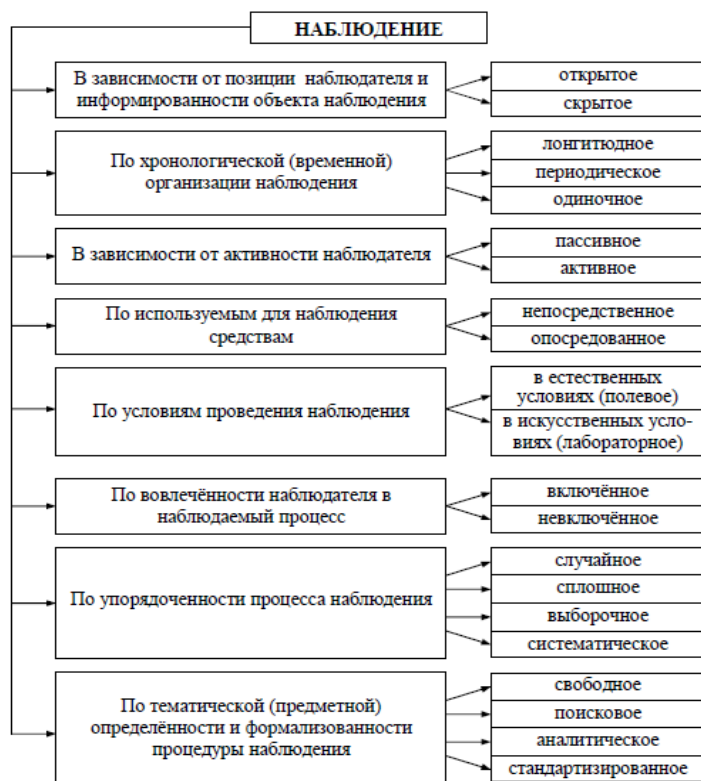 НАБЛЮДЕНИЕ
В зависимости от позиции наблюдателя и
информированности объекта наблюдения
открытое
скрытое
По хронологической (временной)
организации наблюдения
лонгитюдное
периодическое
одиночное
В зависимости от активности наблюдателя
пассивное
активное
По используемым для наблюдения
средствам
непосредственное
опосредованное
По условиям проведения наблюдения
в естественных
условиях (полевое)
в искусственных усло-
виях (лабораторное)
По вовлечённости наблюдателя в
наблюдаемый процесс
включённое
невключённое
По упорядоченности процесса наблюдения
случайное
сплошное
выборочное
систематическое
По тематической (предметной)
определённости и формализованности
процедуры наблюдения
свободное
поисковое
аналитическое
стандартизированное